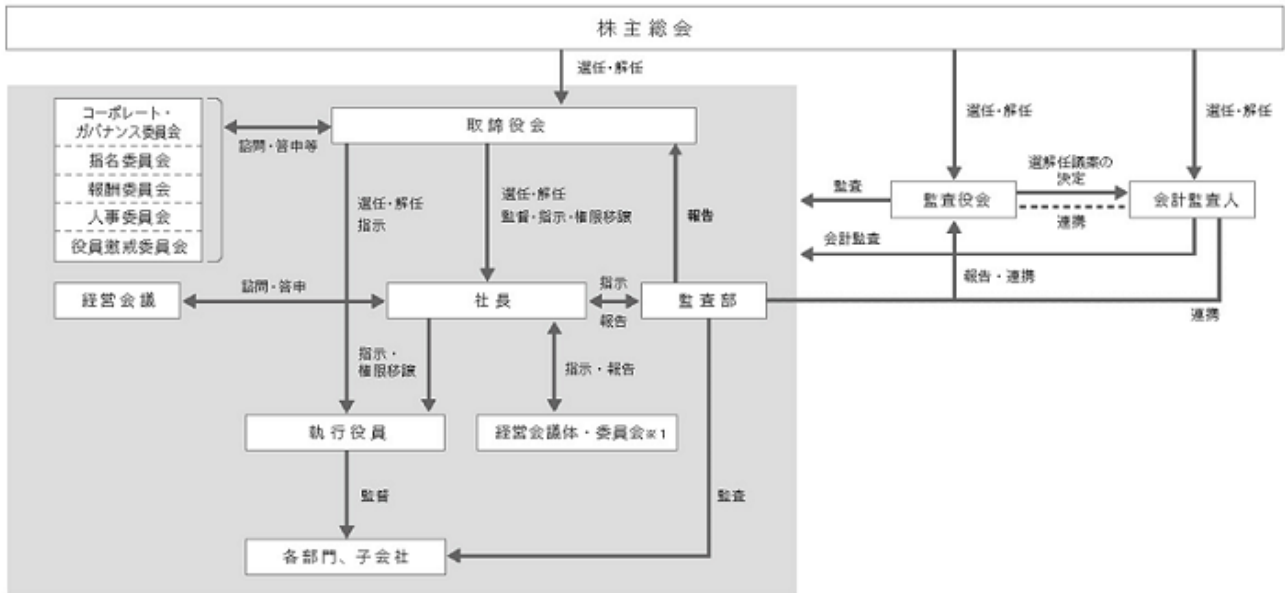 株主総会
選任・解任
選任・解任
選任・解任
コーポレート・
ガバナンス委員会
指名委員会
報酬委員会
人事委員会
役員懲戒委員会
諮問・答申等
取締役会
選任・解任
指示
選任・解任
監督・指示・権限移譲
報告
監査
監査役会
選解任議案の
決定
連携
会計監査人
会計監査
報告・連携
連携
経営会議
諮問・答申
社長
指示
報告
監査部
指示・
権限移譲
指示・報告
執行役員
経営会議体・委員会※1
監督
監査
各部門、子会社